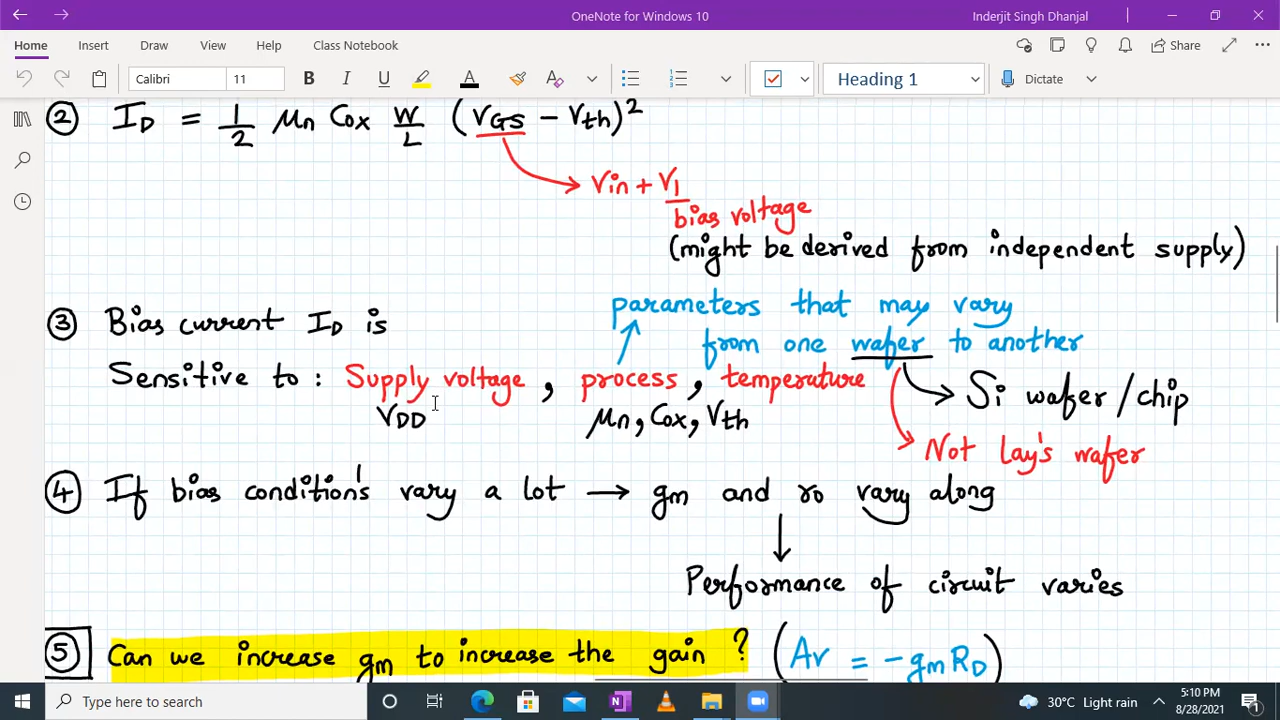 OneNote for Windows 10
Inderjit Singh Dhanjal
Home Insert Draw View Help Class Notebook Share
Calibri 11 B I U A Heading 1 Dictate
② ID = 1/2 μn Cox W/L (VGS - Vth)²
Vin + V1
bias voltage
(might be derived from independent supply)
parameters that may vary
③ Bias current ID is
from one wafer to another
Sensitive to: Supply voltage, process, temperature
Si wafer/chip
VDD μn, Cox, Vth
Not lay's wafer
④ If bias condition's vary a lot → gm and ro vary along
Performance of circuit varies
⑤ Can we increase gm to increase the gain? (Av = -gm RD)
Type here to search
30°C Light rain
5:10 PM
8/28/2021
1